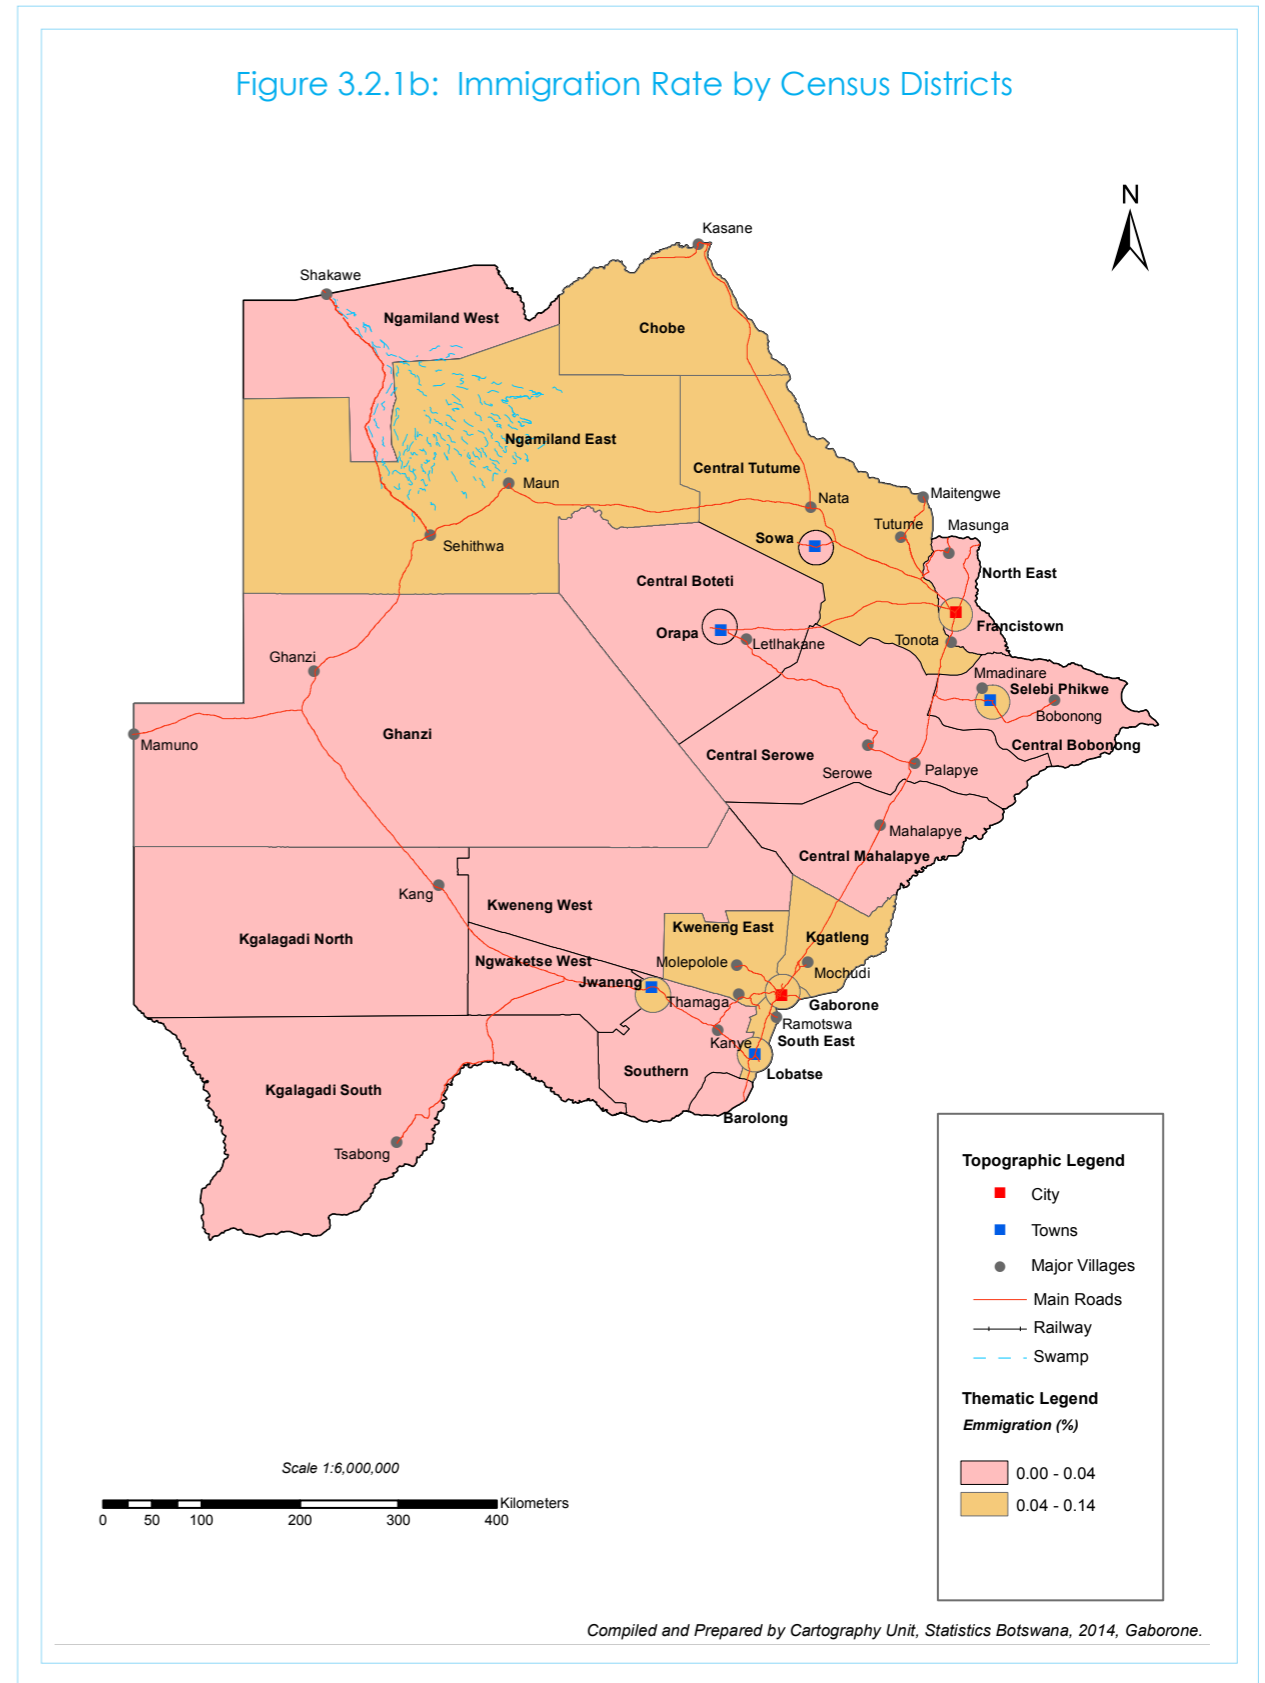 Figure 3.2.1b: Immigration Rate by Census Districts
N
Kasane
Shakawe
Ngamiland West
Chobe
Ngamiland East
Central Tutume
Maun
Nata
Maitengwe
Tutume
Masunga
Sowa
Sehithwa
North East
Central Boteti
Francistown
Orapa
Letlhakane
Tonota
Ghanzi
Mmadinare
Selebi Phikwe
Bobonong
Mamuno
Ghanzi
Central Serowe
Central Bobonong
Serowe
Palapye
Mahalapye
Central Mahalapye
Kang
Kweneng West
Kweneng East
Kgatleng
Kgalagadi North
Ngwaketse West
Molepolole
Mochudi
Jwaneng
Thamaga
Gaborone
Ramotswa
Kanye
South East
Southern
Lobatse
Kgalagadi South
Barolong
Tsabong
Topographic Legend
City
Towns
Major Villages
Main Roads
Railway
Swamp
Thematic Legend
Emmigration (%)
0.00 - 0.04
0.04 - 0.14
Scale 1:6,000,000
Kilometers
0 50 100 200 300 400
Compiled and Prepared by Cartography Unit, Statistics Botswana, 2014, Gaborone.